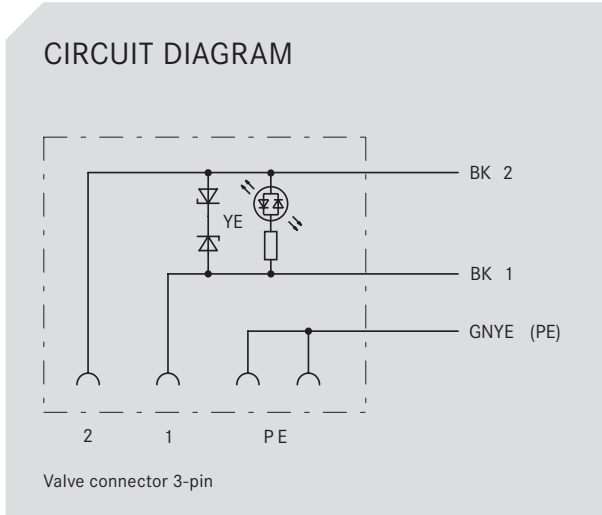 CIRCUIT DIAGRAM
BK 2
YE
BK 1
GNYE (PE)
2 1 PE
Valve connector 3-pin